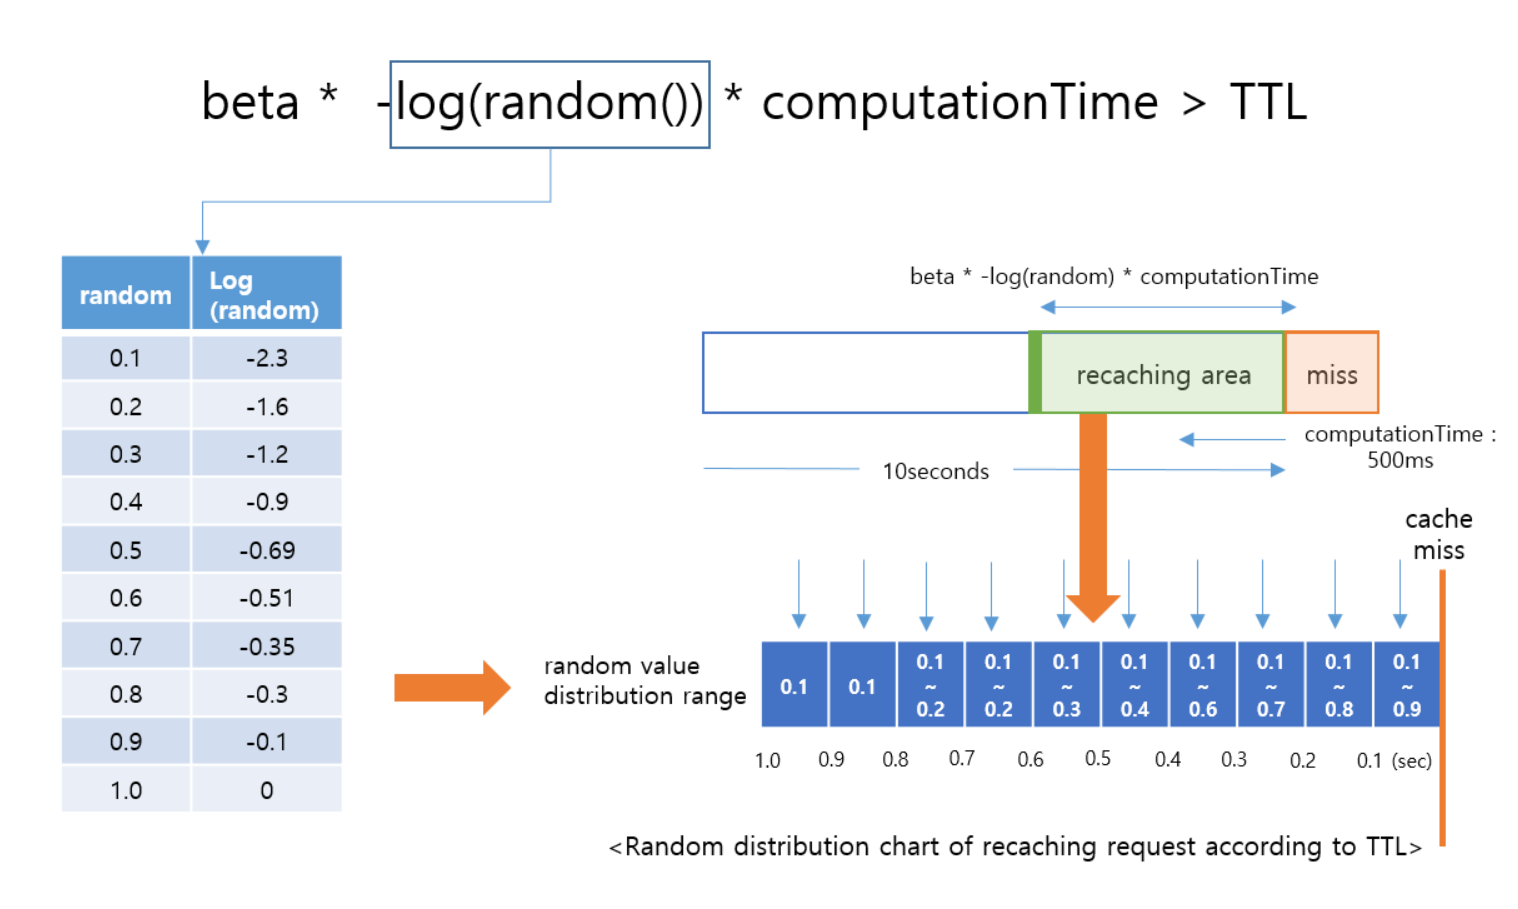 beta * -log(random()) * computationTime > TTL
random Log
(random)
0.1 -2.3
0.2 -1.6
0.3 -1.2
0.4 -0.9
0.5 -0.69
0.6 -0.51
0.7 -0.35
0.8 -0.3
0.9 -0.1
1.0 0
beta * -log(random) * computationTime
recaching area
miss
computationTime :
500ms
10seconds
cache
miss
random value
distribution range
0.1
0.1
0.1
~
0.2
0.1
~
0.2
0.1
~
0.3
0.1
~
0.4
0.1
~
0.6
0.1
~
0.7
0.1
~
0.8
0.1
~
0.9
1.0 0.9 0.8 0.7 0.6 0.5 0.4 0.3 0.2 0.1 (sec)
<Random distribution chart of recaching request according to TTL>